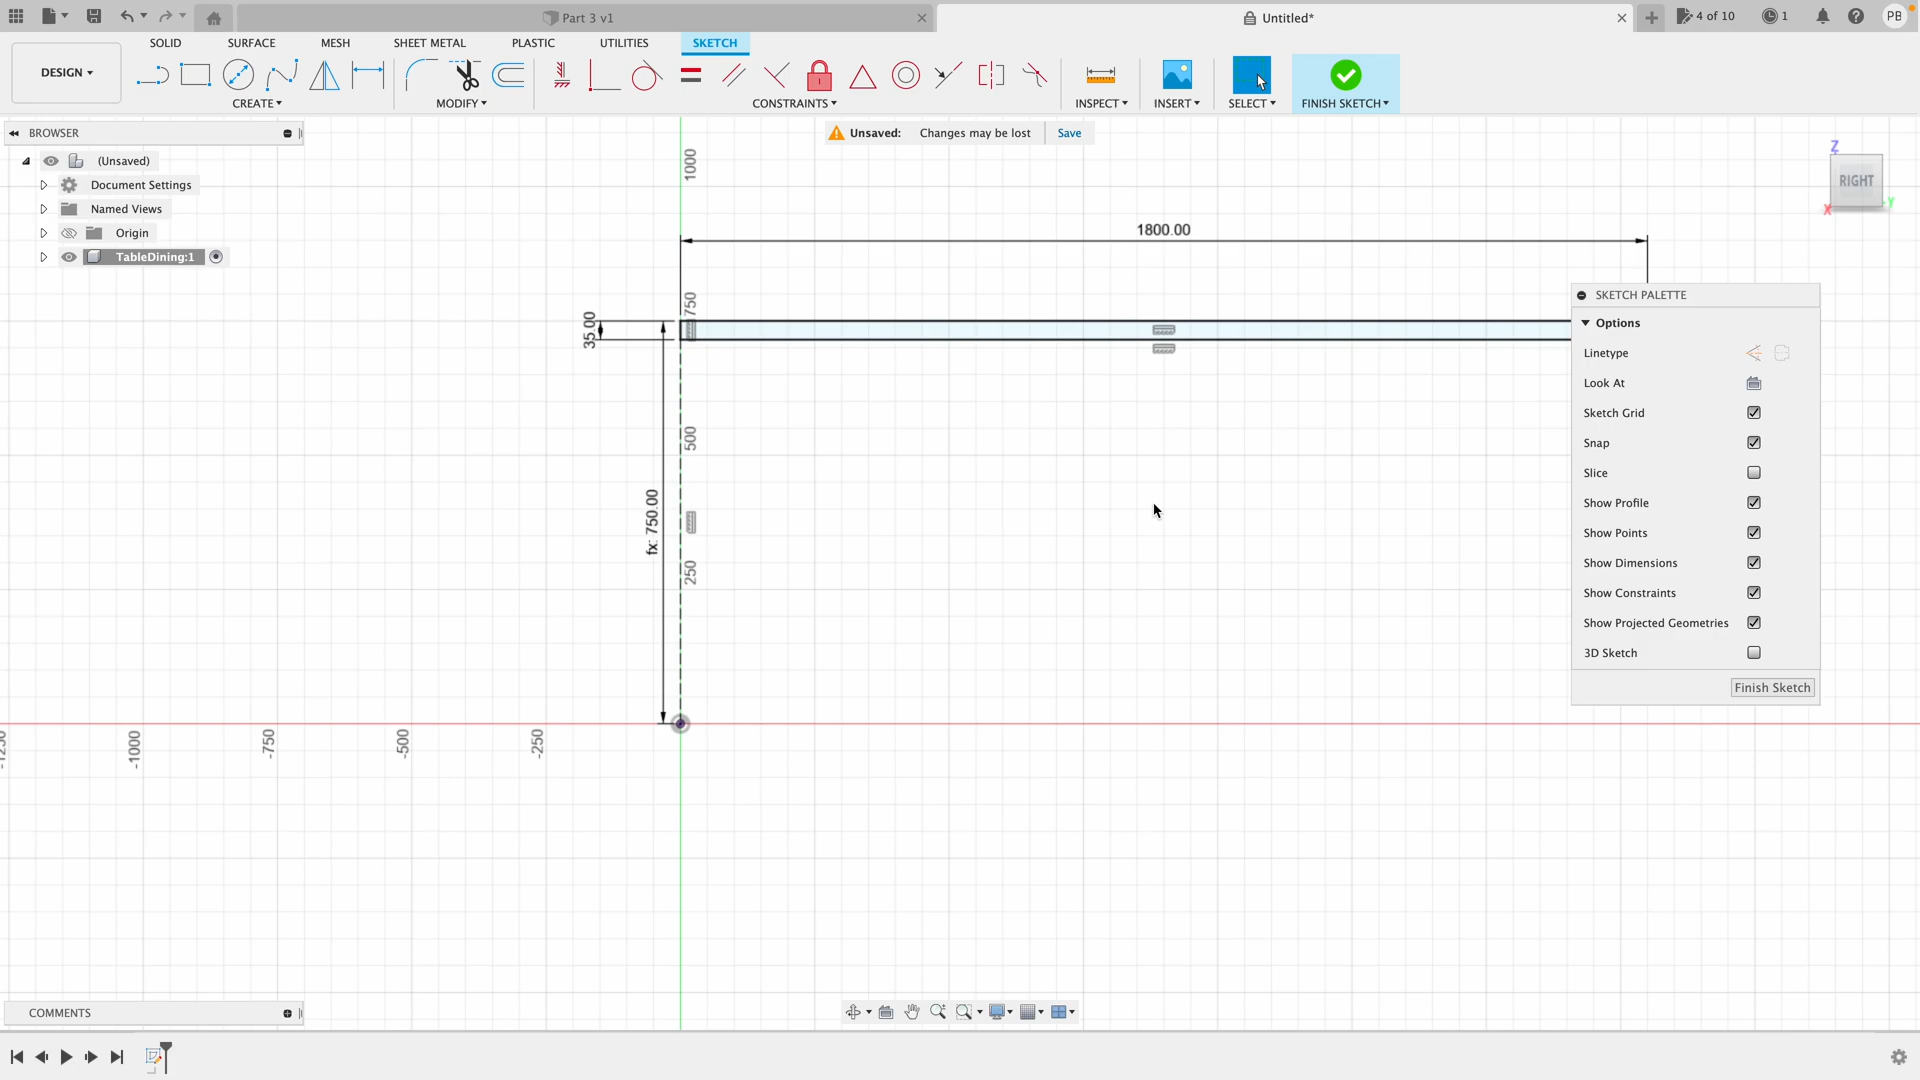 Part 3 v1
Untitled*
4 of 10
1
PB
DESIGN
SOLID
SURFACE
MESH
SHEET METAL
PLASTIC
UTILITIES
SKETCH
CREATE
MODIFY
CONSTRAINTS
INSPECT
INSERT
SELECT
FINISH SKETCH
BROWSER
Unsaved: Changes may be lost Save
(Unsaved)
Document Settings
Named Views
Origin
TableDining:1
Z
RIGHT
X
Y
1000
1800.00
750
35.00
500
fx: 750.00
250
-1250
-1000
-750
-500
-250
SKETCH PALETTE
Options
Linetype
Look At
Sketch Grid
Snap
Slice
Show Profile
Show Points
Show Dimensions
Show Constraints
Show Projected Geometries
3D Sketch
Finish Sketch
COMMENTS